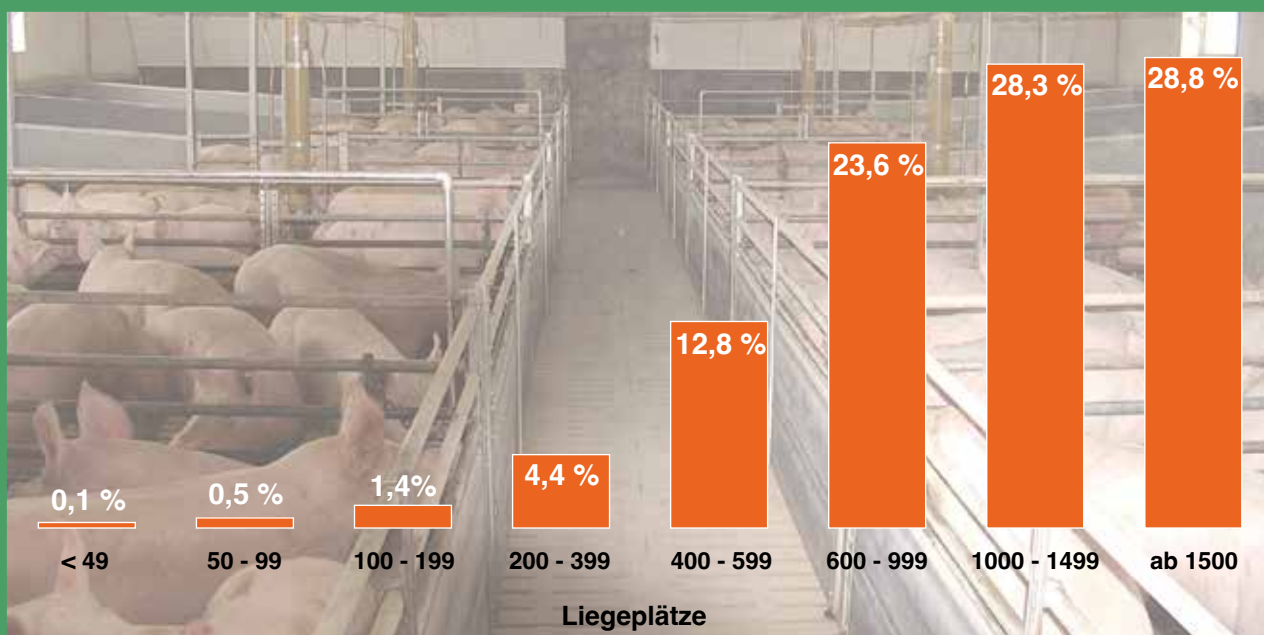 0,1 %
0,5 %
1,4%
4,4 %
12,8 %
23,6 %
28,3 %
28,8 %
< 49
50 - 99
100 - 199
200 - 399
400 - 599
600 - 999
1000 - 1499
ab 1500
Liegeplätze